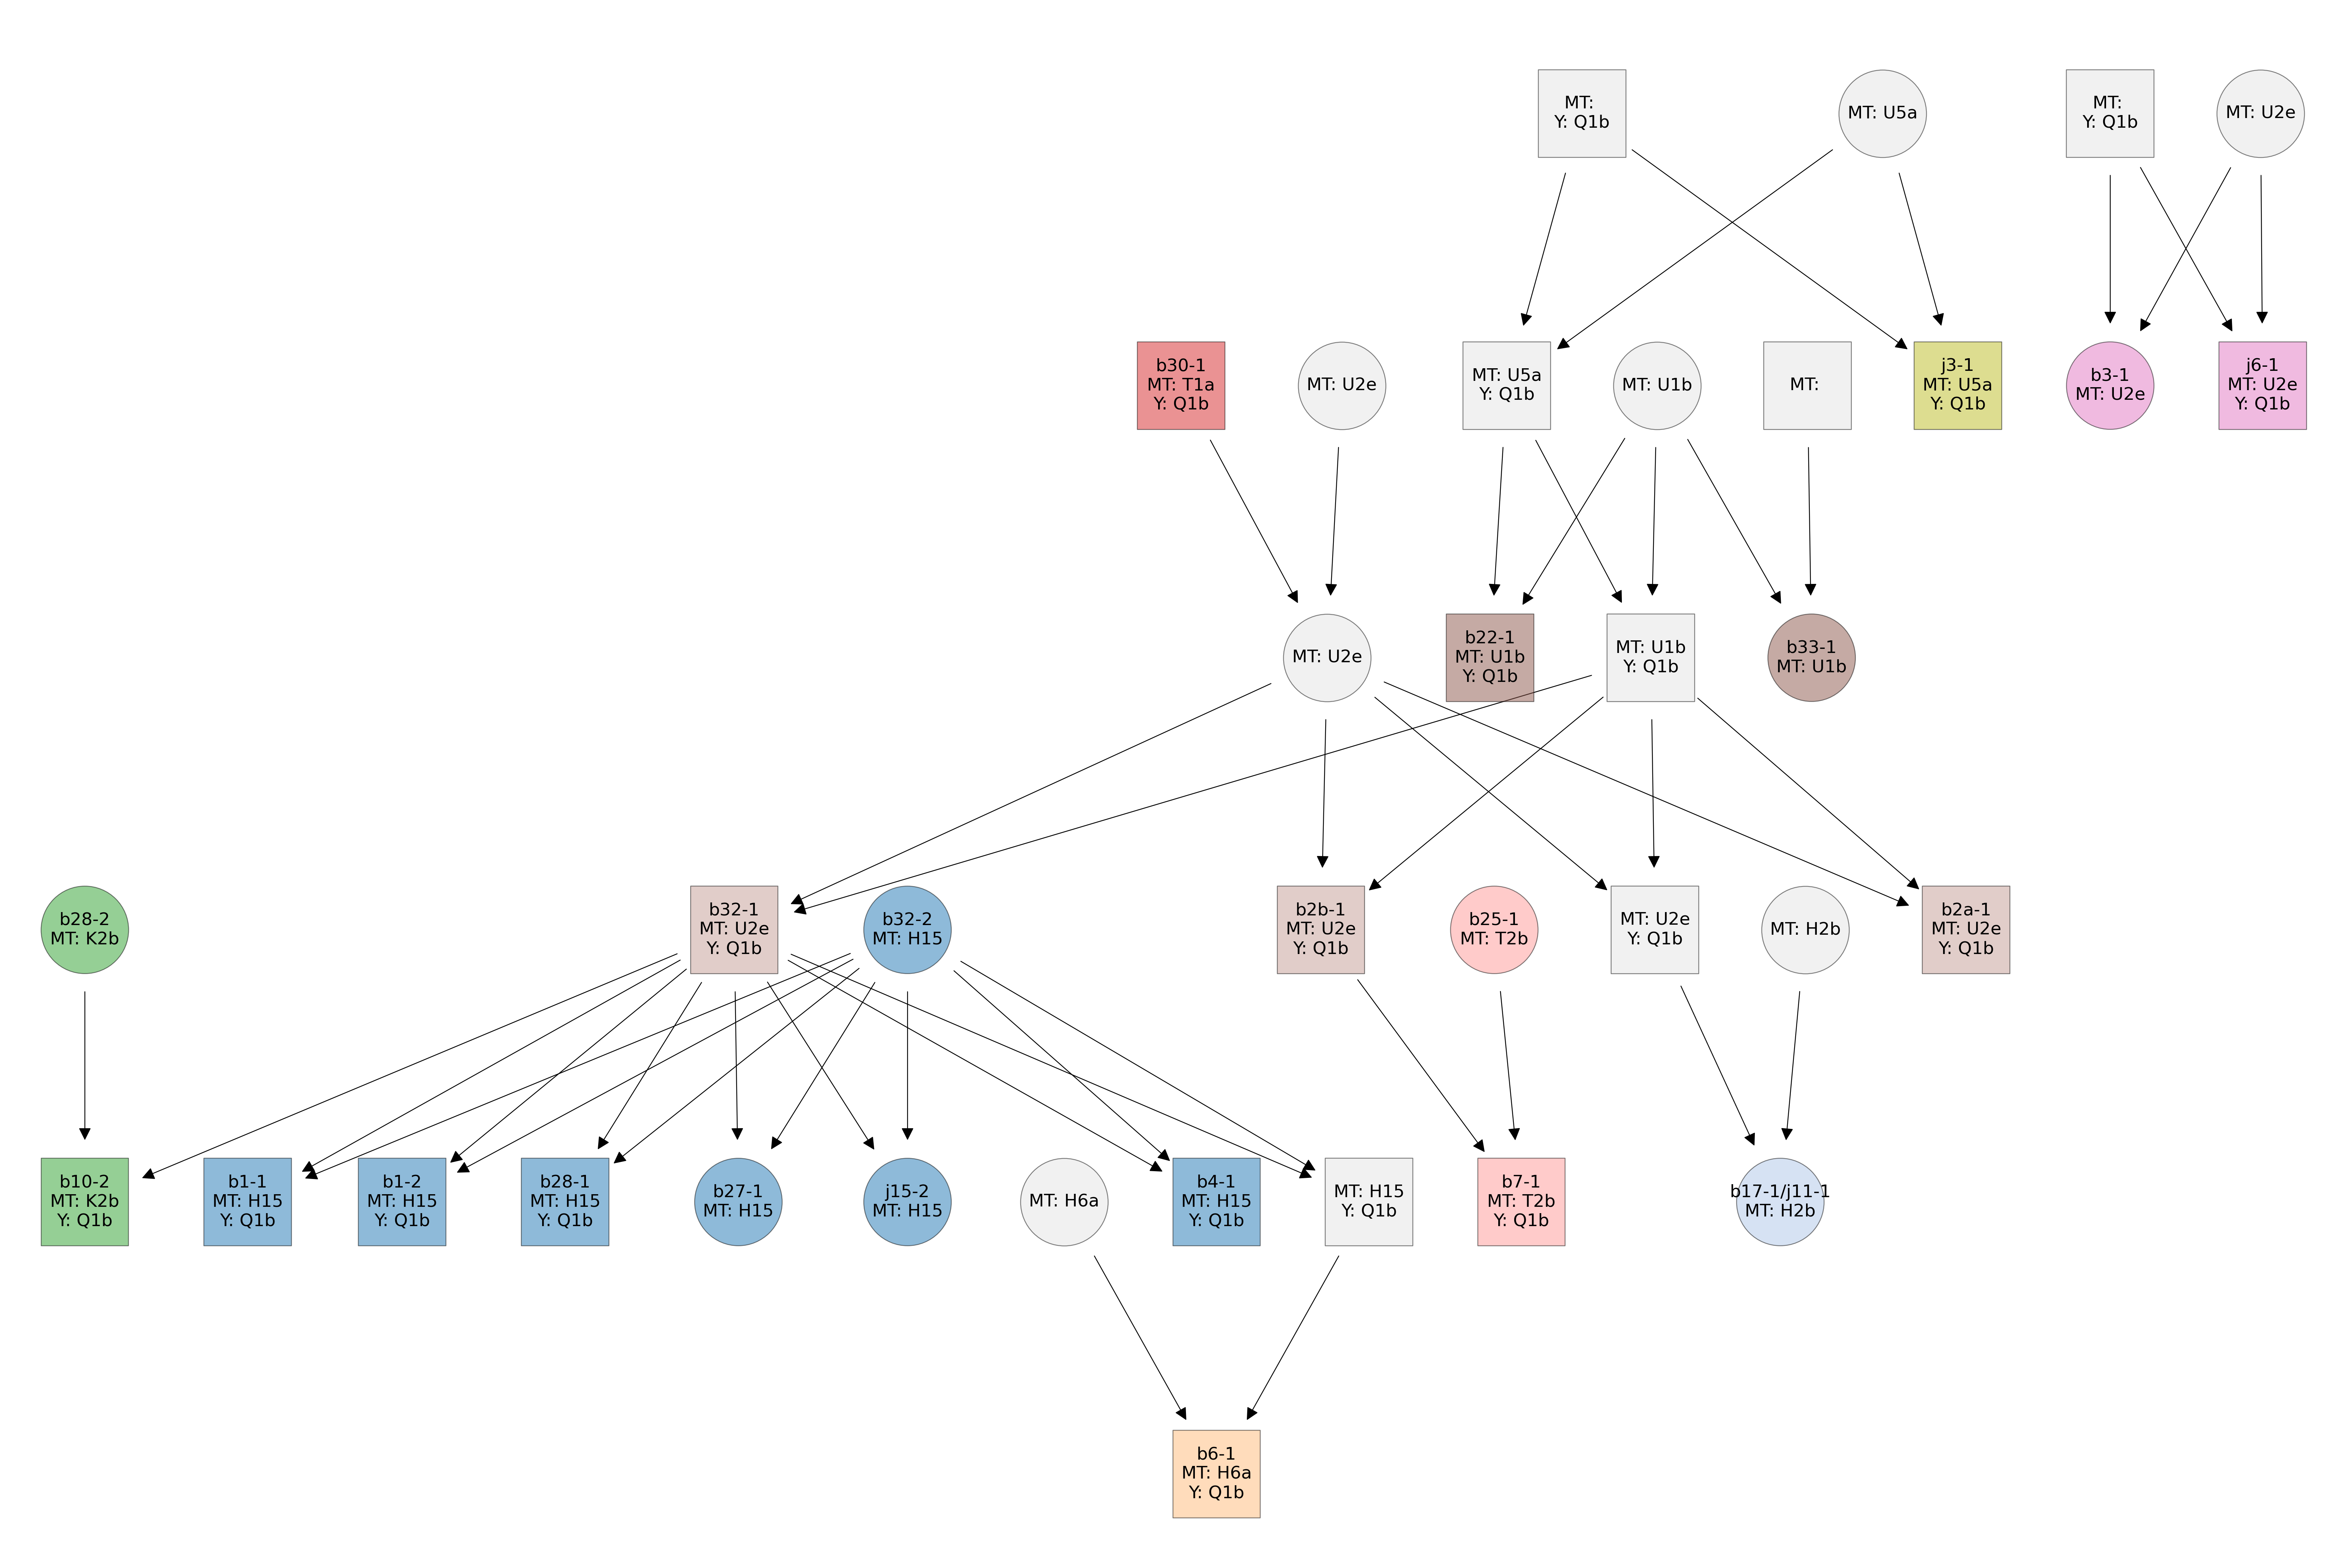 MT:
Y: Q1b
MT: U5a
MT:
Y: Q1b
MT: U2e
b30-1
MT: T1a
Y: Q1b
MT: U2e
MT: U5a
Y: Q1b
MT: U1b
MT:
j3-1
MT: U5a
Y: Q1b
b3-1
MT: U2e
j6-1
MT: U2e
Y: Q1b
MT: U2e
b22-1
MT: U1b
Y: Q1b
MT: U1b
Y: Q1b
b33-1
MT: U1b
b28-2
MT: K2b
b32-1
MT: U2e
Y: Q1b
b32-2
MT: H15
b2b-1
MT: U2e
Y: Q1b
b25-1
MT: T2b
MT: U2e
Y: Q1b
MT: H2b
b2a-1
MT: U2e
Y: Q1b
b10-2
MT: K2b
Y: Q1b
b1-1
MT: H15
Y: Q1b
b1-2
MT: H15
Y: Q1b
b28-1
MT: H15
Y: Q1b
b27-1
MT: H15
j15-2
MT: H15
MT: H6a
b4-1
MT: H15
Y: Q1b
MT: H15
Y: Q1b
b7-1
MT: T2b
Y: Q1b
b17-1/j11-1
MT: H2b
b6-1
MT: H6a
Y: Q1b